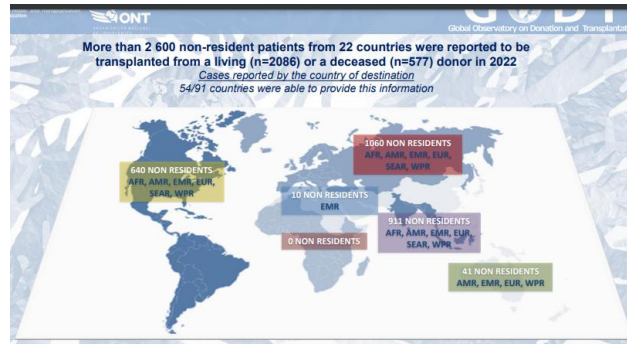 ONT
Global Observatory on Donation and Transplantat
More than 2 600 non-resident patients from 22 countries were reported to be
transplanted from a living (n=2086) or a deceased (n=577) donor in 2022
Cases reported by the country of destination
54/91 countries were able to provide this information
1060 NON RESIDENTS
AFR, AMR, EMR, EUR,
SEAR, WPR
640 NON RESIDENTS
AFR, AMR, EMR, EUR,
SEAR, WPR
10 NON RESIDENTS
EMR
911 NON RESIDENTS
AFR, AMR, EMR, EUR,
SEAR, WPR
0 NON RESIDENTS
41 NON RESIDENTS
AMR, EMR, EUR, WPR